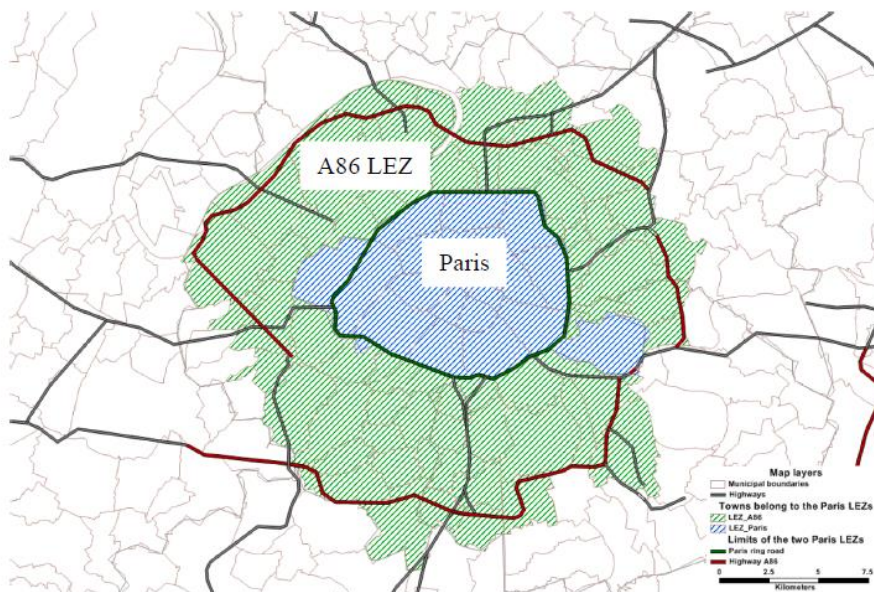 A86 LEZ
Paris
Map layers
Municipal boundaries
Highways
Towns belong to the Paris LEZs
LEZ_A86
LEZ_Paris
Limits of the two Paris LEZs
Paris ring road
Highway A86
0 2.5 5 7.5
Kilometers